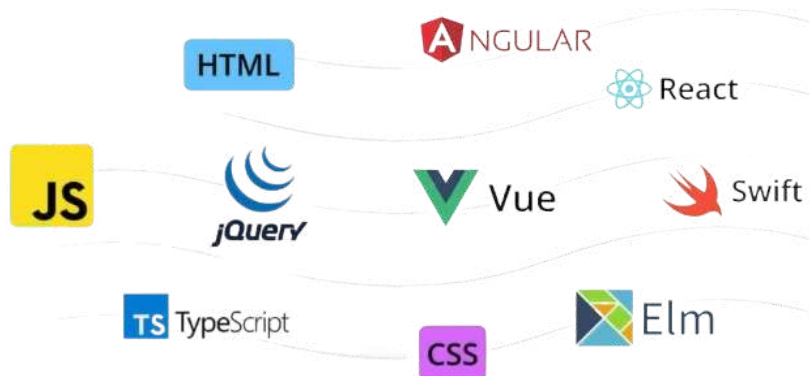 ANGULAR
HTML
React
JS
jQuery
Vue
Swift
TS TypeScript
CSS
Elm